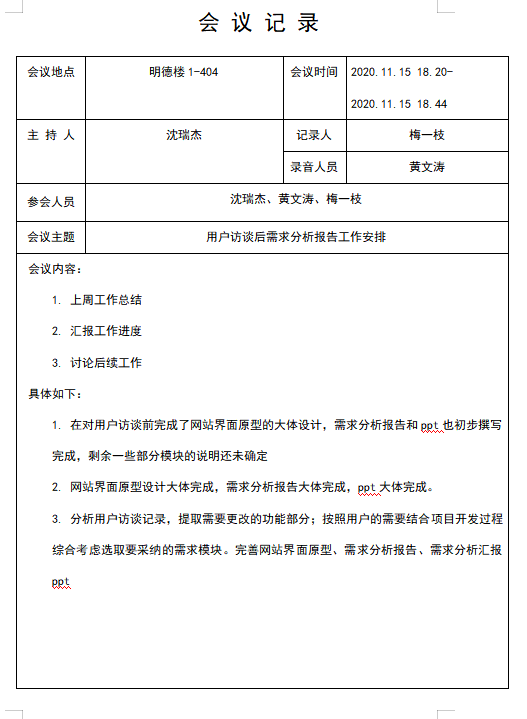 会 议 记 录
会议地点 明德楼1-404 会议时间 2020.11.15 18.20-
2020.11.15 18.44
主 持 人 沈瑞杰 记录人 梅一枝
录音人员 黄文涛
参会人员 沈瑞杰、黄文涛、梅一枝
会议主题 用户访谈后需求分析报告工作安排
会议内容:
1. 上周工作总结
2. 汇报工作进度
3. 讨论后续工作
具体如下:
1. 在对用户访谈前完成了网站界面原型的大体设计，需求分析报告和ppt也初步撰写
完成，剩余一些部分模块的说明还未确定
2. 网站界面原型设计大体完成，需求分析报告大体完成，ppt大体完成。
3. 分析用户访谈记录，提取需要更改的功能部分；按照用户的需要结合项目开发过程
综合考虑选取要采纳的需求模块。完善网站界面原型、需求分析报告、需求分析汇报
ppt